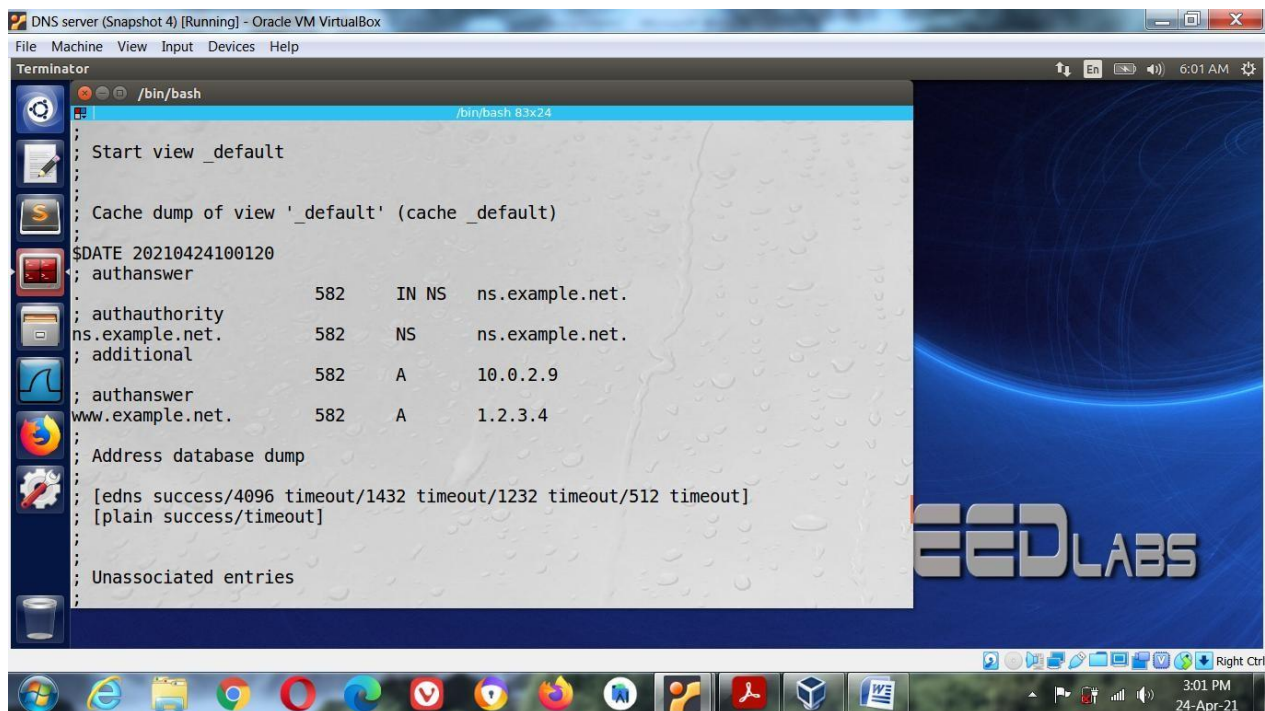 DNS server (Snapshot 4) [Running] - Oracle VM VirtualBox
File Machine View Input Devices Help
Terminator En 6:01 AM
/bin/bash
/bin/bash 83x24
;
; Start view _default
;
;
; Cache dump of view '_default' (cache _default)
;
$DATE 20210424100120
; authanswer
. 582 IN NS ns.example.net.
; authauthority
ns.example.net. 582 NS ns.example.net.
; additional
582 A 10.0.2.9
; authanswer
www.example.net. 582 A 1.2.3.4
;
; Address database dump
;
; [edns success/4096 timeout/1432 timeout/1232 timeout/512 timeout]
; [plain success/timeout]
;
;
; Unassociated entries
;
EED LABS
Right Ctrl
3:01 PM
24-Apr-21